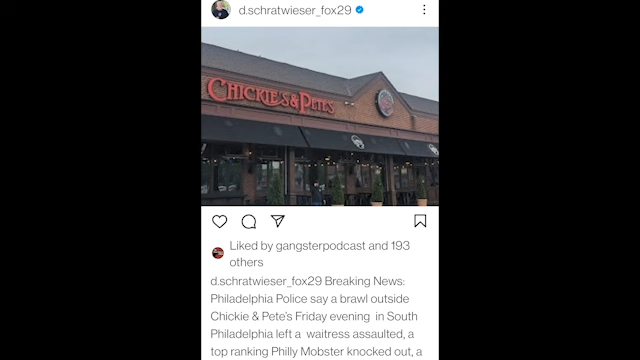 d.schratwieser_fox29
CHICKIE'S & PETE'S
Liked by gangsterpodcast and 193
others
d.schratwieser_fox29 Breaking News:
Philadelphia Police say a brawl outside
Chickie & Pete's Friday evening in South
Philadelphia left a waitress assaulted, a
top ranking Philly Mobster knocked out, a